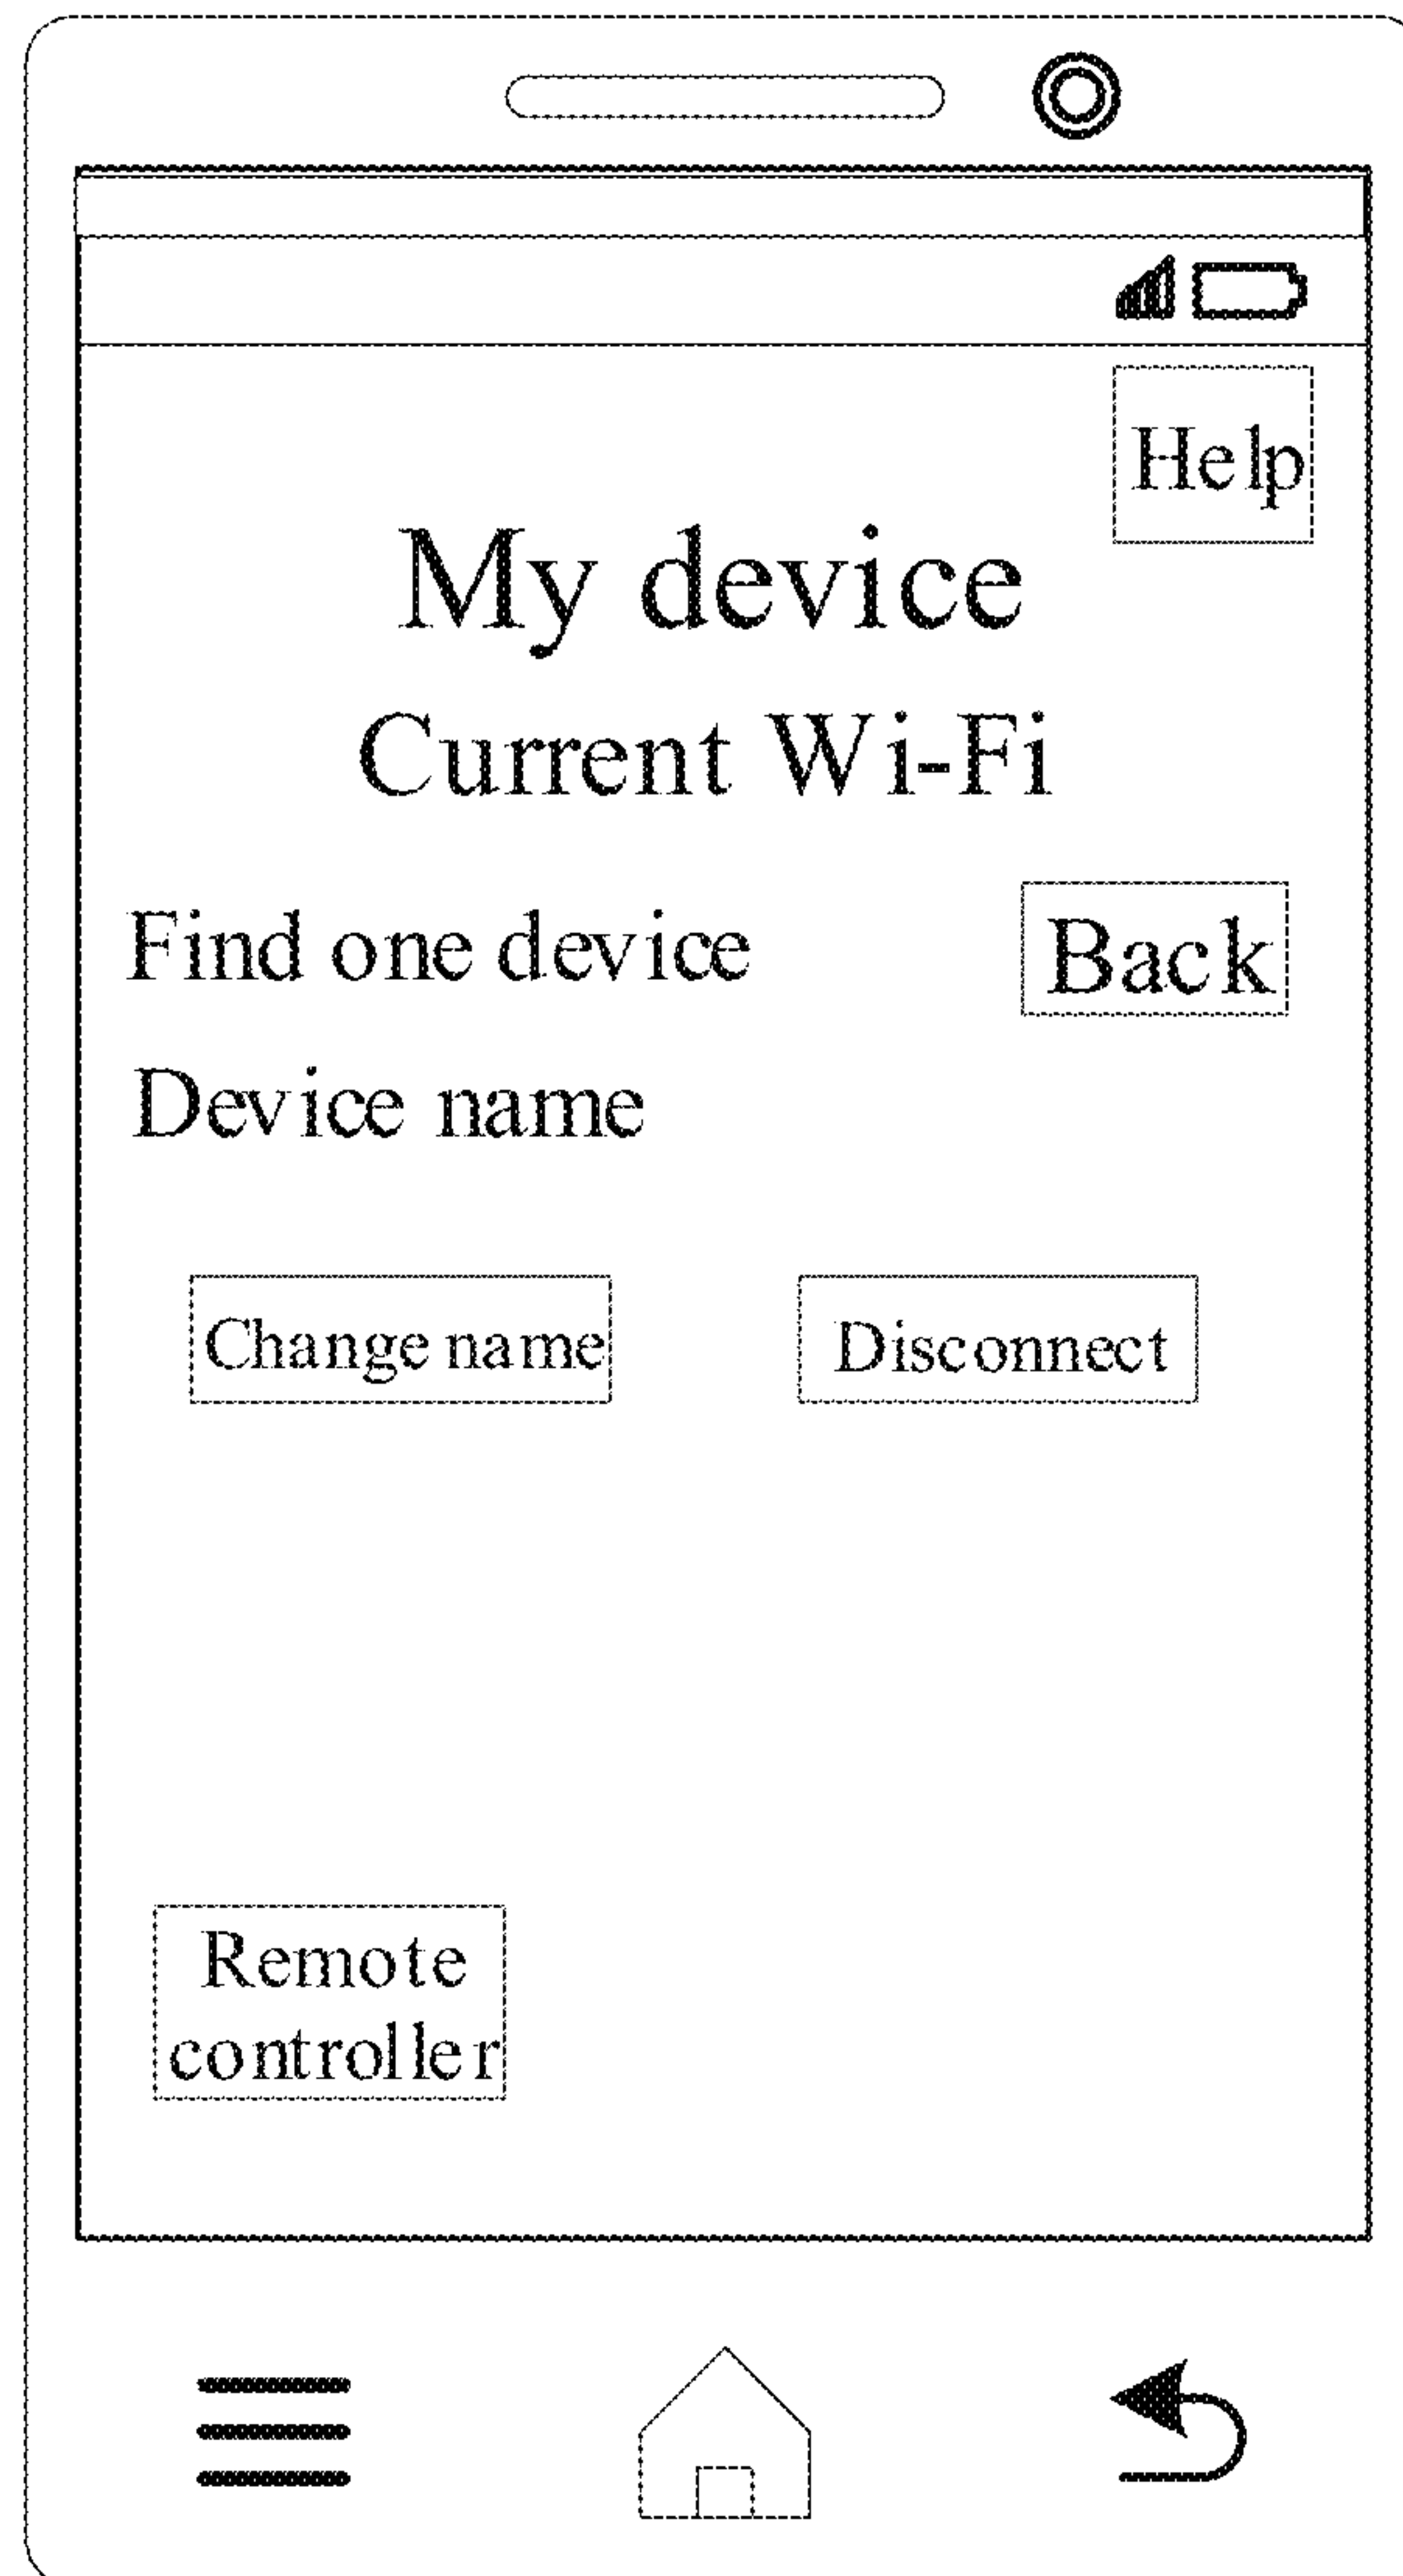 Help
My device
Current Wi-Fi
Find one device
Back
Device name
Change name
Disconnect
Remote
controller